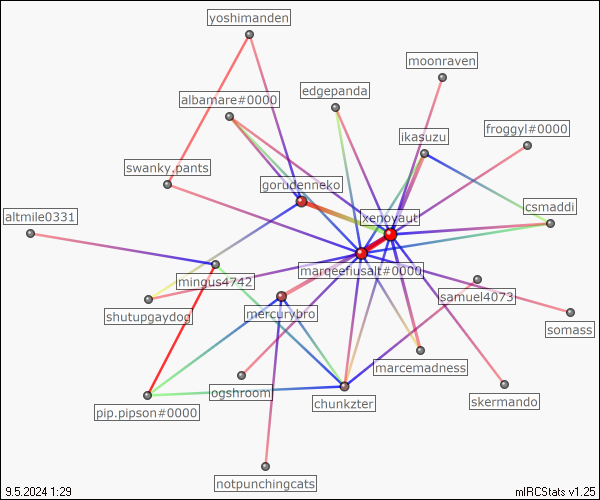 yoshimanden
moonraven
edgepanda
albamare#0000
froggyl#0000
ikasuzu
swanky.pants
gorudenneko
csmaddi
altmile0331
xenoyaut
marqeefusalt#0000
mingus4742
samuel4073
shutupgaydog
mercurybro
somass
marcemadness
ogshroom
skermando
chunkzter
pip.pipson#0000
notpunchingcats
9.5.2024 1:29
mIRCStats v1.25